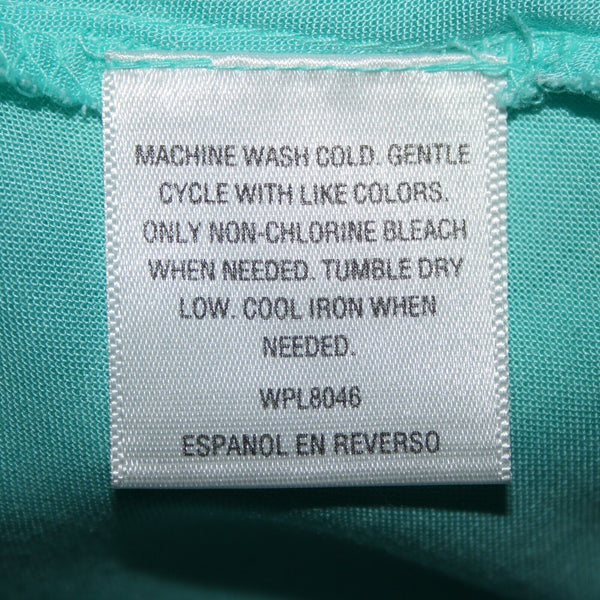 MACHINE WASH COLD. GENTLE
CYCLE WITH LIKE COLORS.
ONLY NON-CHLORINE BLEACH
WHEN NEEDED. TUMBLE DRY
LOW. COOL IRON WHEN
NEEDED.
WPL8046
ESPANOL EN REVERSO